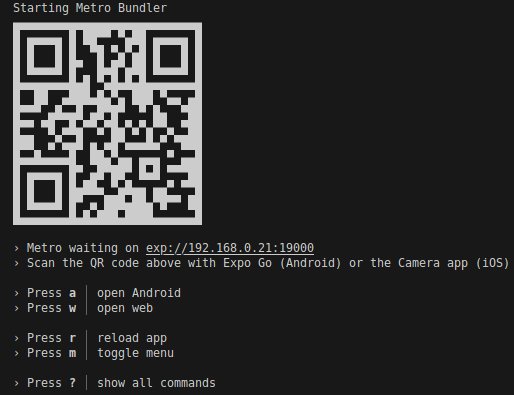 Starting Metro Bundler
› Metro waiting on exp://192.168.0.21:19000
› Scan the QR code above with Expo Go (Android) or the Camera app (iOS)
› Press a │ open Android
› Press w │ open web
› Press r │ reload app
› Press m │ toggle menu
› Press ? │ show all commands